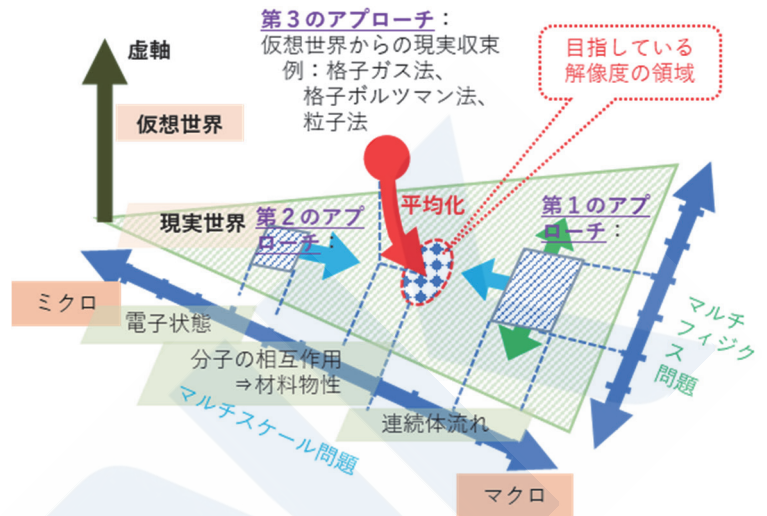 第３のアプローチ：
仮想世界からの現実収束
例：格子ガス法、
格子ボルツマン法、
粒子法
目指している
解像度の領域
虚軸
仮想世界
現実世界
第２のアプ
ローチ：
平均化
第１のアプ
ローチ：
ミクロ
電子状態
分子の相互作用
⇒材料物性
連続体流れ
マルチスケール問題
マクロ
マルチ
フィジク
ス
問題